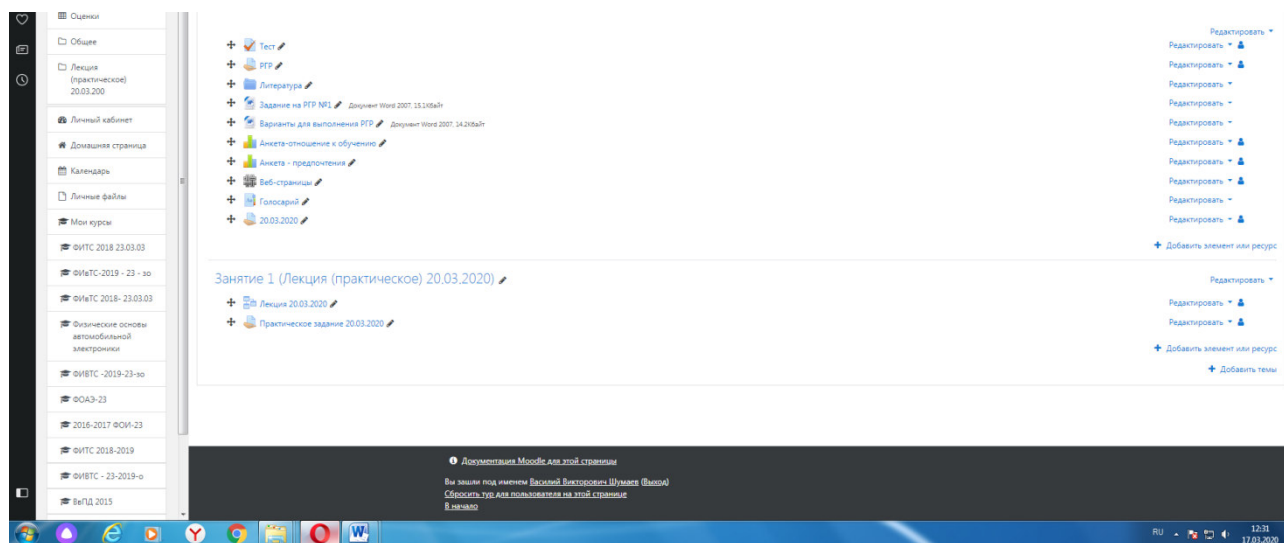 Оценки
Общее
Лекция
(практическое)
20.03.200
Личный кабинет
Домашняя страница
Календарь
Личные файлы
Мои курсы
ФИТС 2018 23.03.03
ФИвТС-2019 - 23 - зо
ФИвТС 2018- 23.03.03
Физические основы
автомобильной
электроники
ФИВТС -2019-23-зо
ФОАЭ-23
2016-2017 ФОИ-23
ФИТС 2018-2019
ФИВТС - 23-2019-о
ВвПД 2015
Редактировать
Тест Редактировать
РГР Редактировать
Литература Редактировать
Задание на РГР №1 Документ Word 2007, 15.1Кбайт Редактировать
Варианты для выполнения РГР Документ Word 2007, 14.2Кбайт Редактировать
Анкета-отношение к обучению Редактировать
Анкета - предпочтения Редактировать
Веб-страницы Редактировать
Голосарий Редактировать
20.03.2020 Редактировать
Добавить элемент или ресурс
Занятие 1 (Лекция (практическое) 20.03.2020) Редактировать
Лекция 20.03.2020 Редактировать
Практическое задание 20.03.2020 Редактировать
Добавить элемент или ресурс
Добавить темы
Документация Moodle для этой страницы
Вы зашли под именем Василий Викторович Шумаев (Выход)
Сбросить тур для пользователя на этой странице
В начало
RU 12:31
17.03.2020